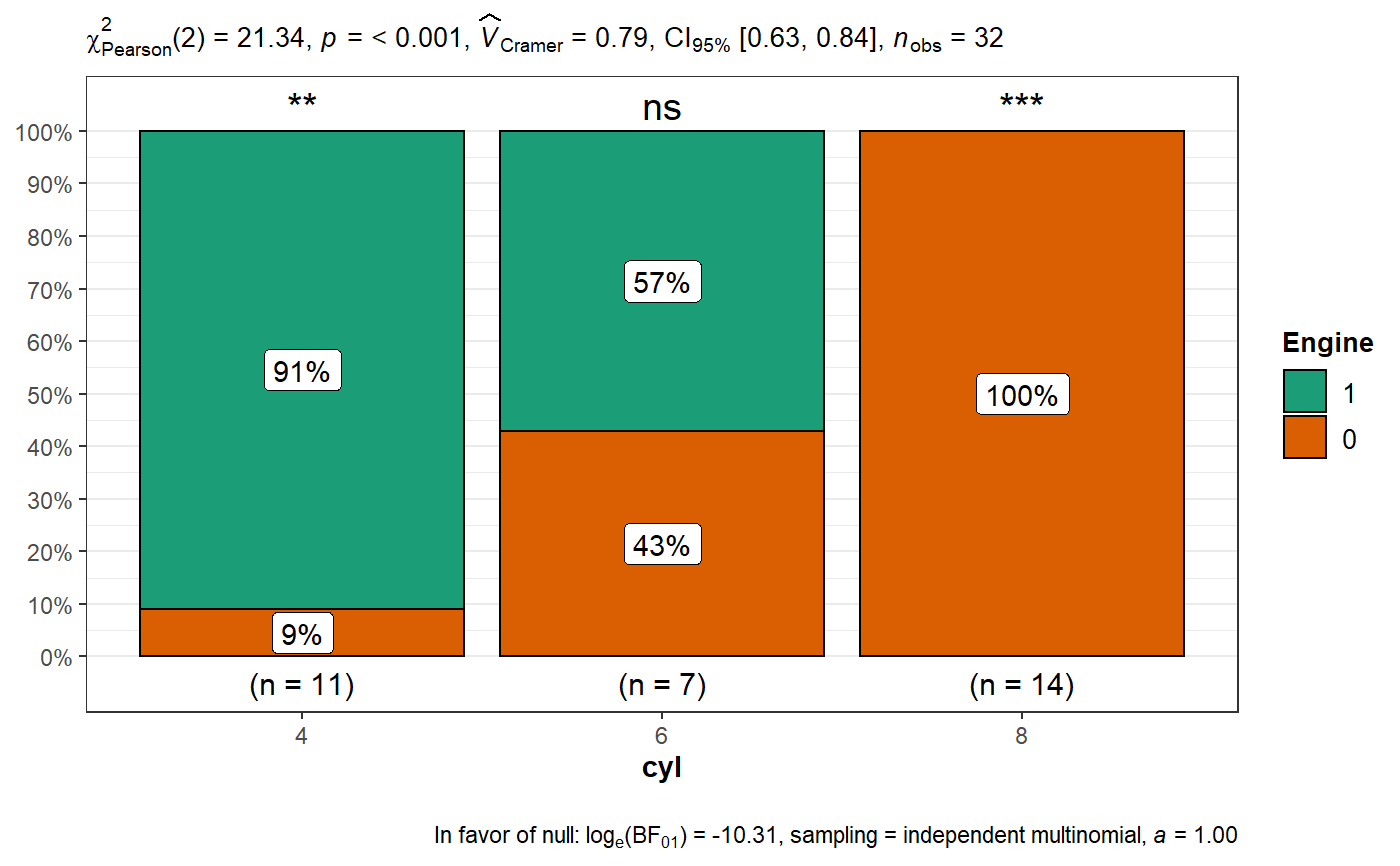 χ²Pearson(2) = 21.34, p = < 0.001, V̂Cramer = 0.79, CI95% [0.63, 0.84], nobs = 32
** ns ***
100%
90%
80%
70%
60%
50%
40%
30%
20%
10%
0%
91%
9%
57%
43%
100%
(n = 11) (n = 7) (n = 14)
4 6 8
cyl
Engine
1
0
In favor of null: loge(BF01) = -10.31, sampling = independent multinomial, a = 1.00